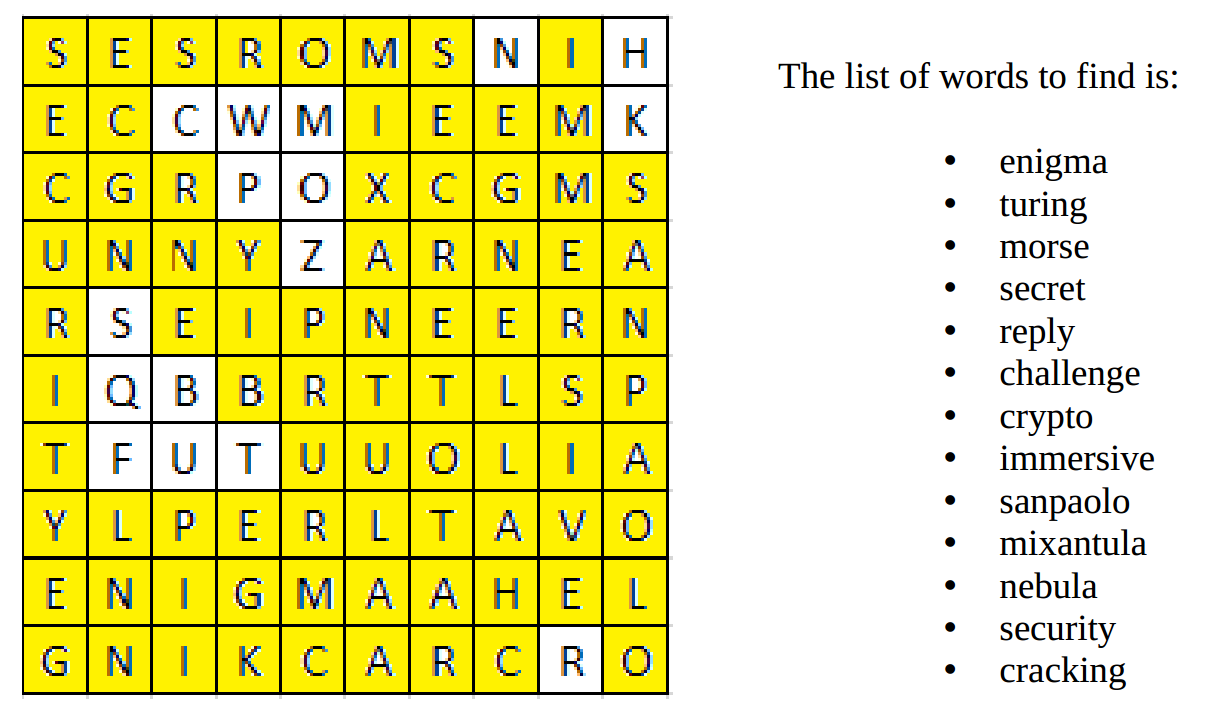 S E S R O M S N I H
E C C W M I E E M K
C G R P O X C G M S
U N N Y Z A R N E A
R S E I P N E E R N
I Q B B R T T L S P
T F U T U U O L I A
Y L P E R L T A V O
E N I G M A A H E L
G N I K C A R C R O
The list of words to find is:
• enigma
• turing
• morse
• secret
• reply
• challenge
• crypto
• immersive
• sanpaolo
• mixantula
• nebula
• security
• cracking